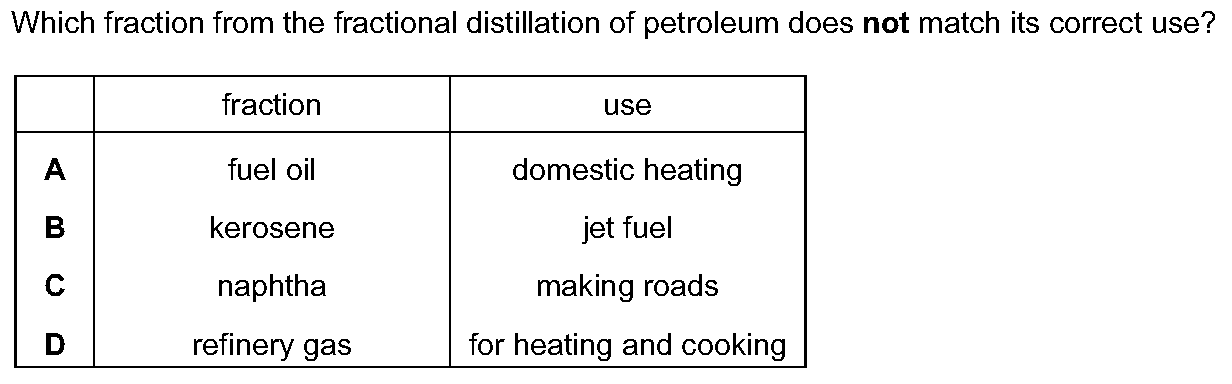 Which fraction from the fractional distillation of petroleum does not match its correct use?
fraction use
A fuel oil domestic heating
B kerosene jet fuel
C naphtha making roads
D refinery gas for heating and cooking